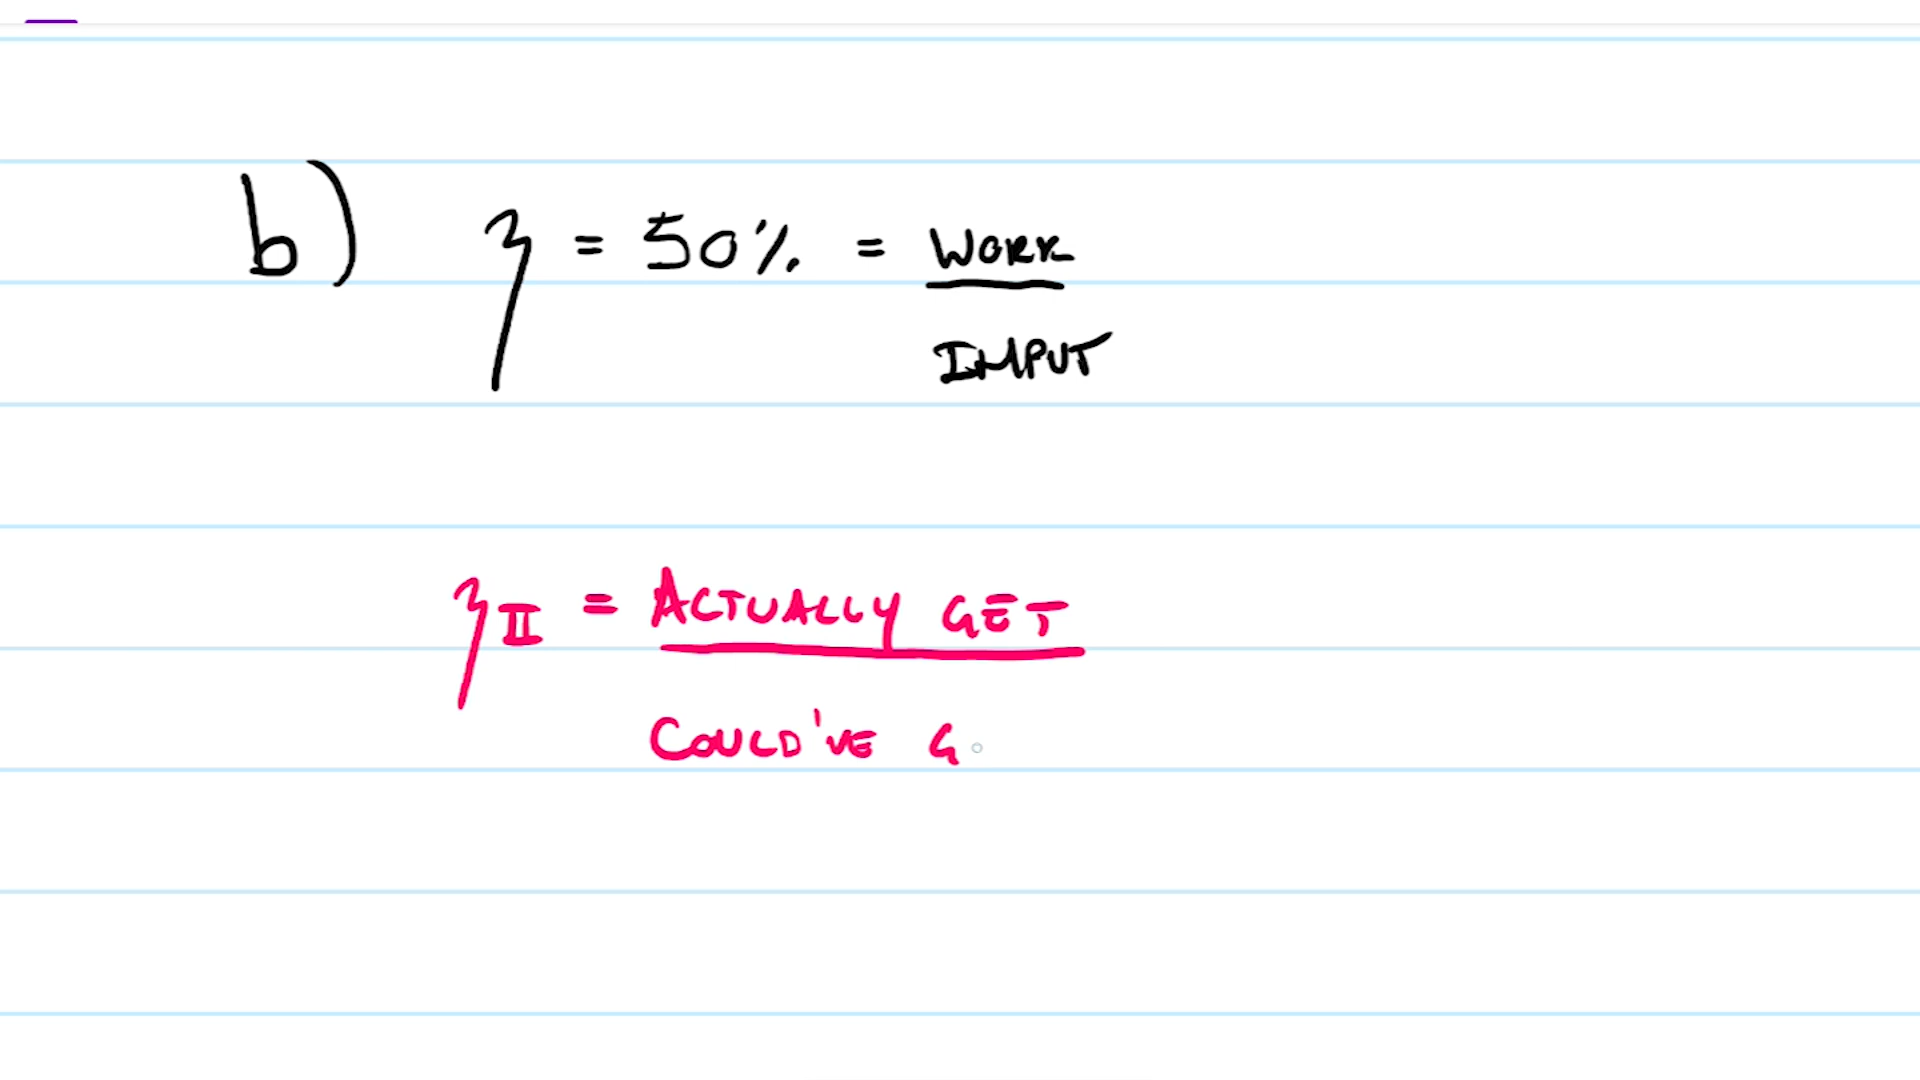 b) η = 50% = WORK
INPUT
η II = ACTUALLY GET
COULD'VE G